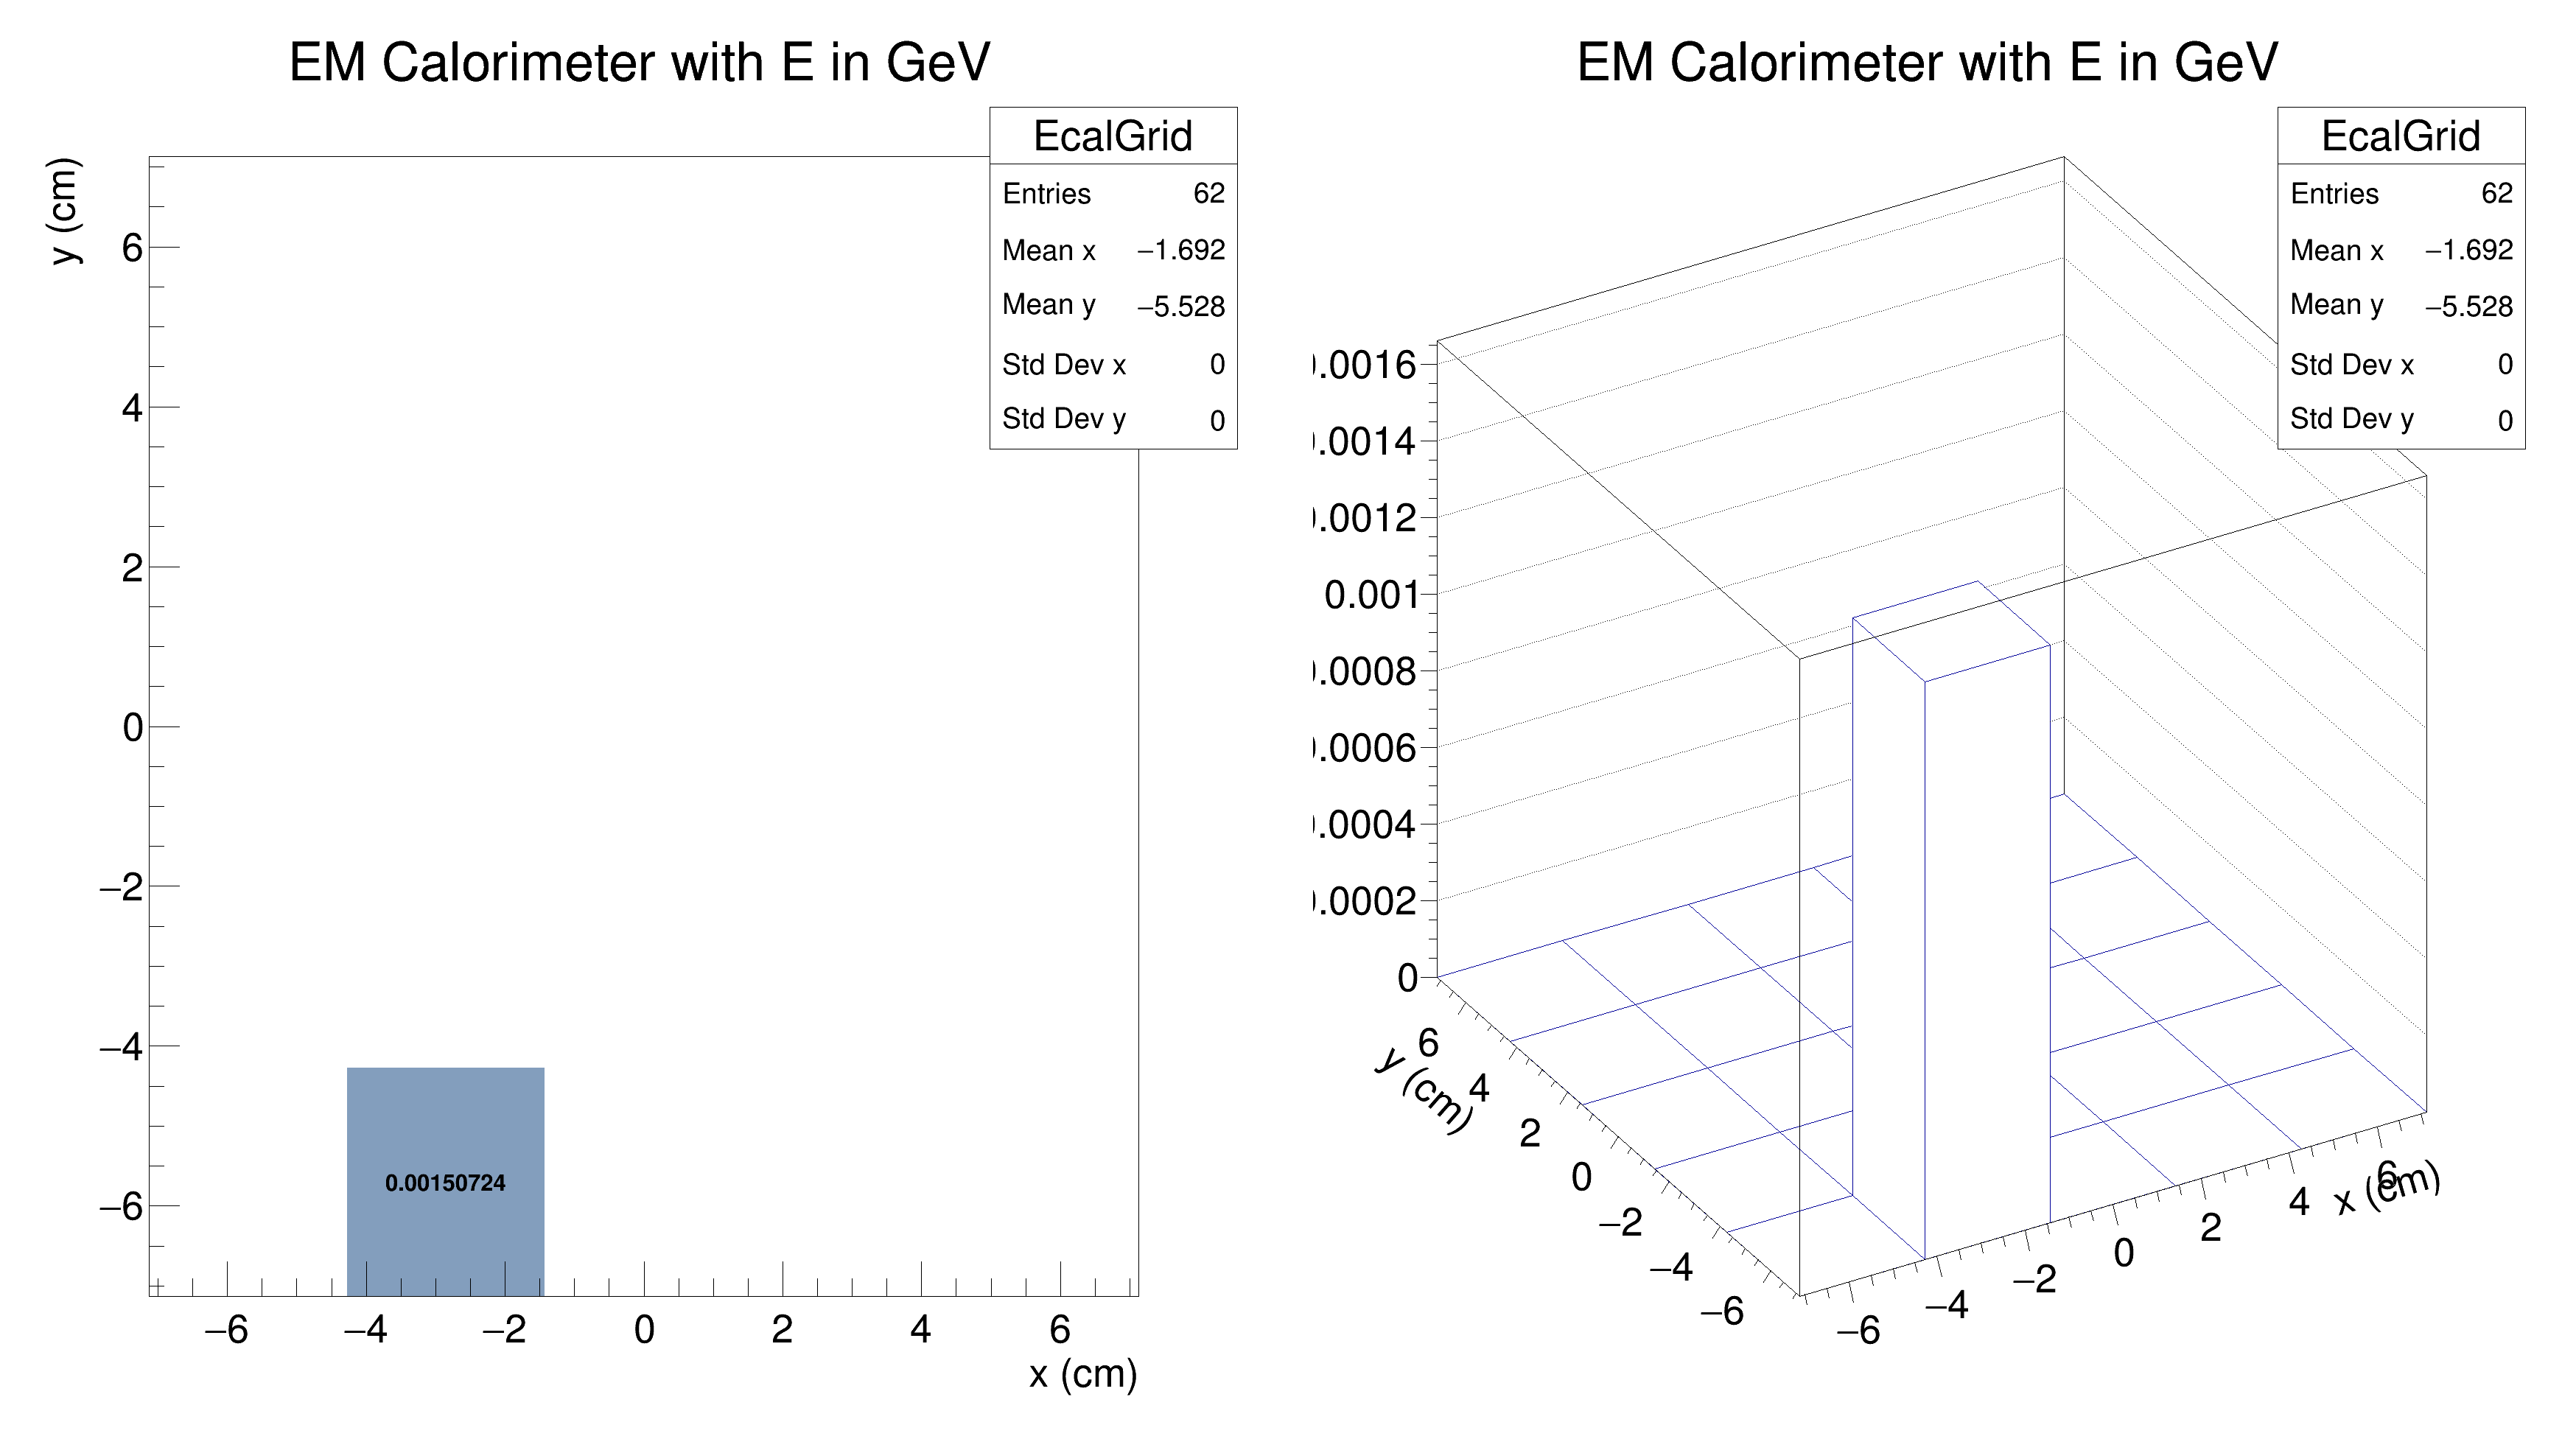 EM Calorimeter with E in GeV
EcalGrid
Entries 62
Mean x −1.692
Mean y −5.528
Std Dev x 0
Std Dev y 0
y (cm)
6
4
2
0
−2
−4
−6
0.00150724
−6 −4 −2 0 2 4 6
x (cm)
EM Calorimeter with E in GeV
EcalGrid
Entries 62
Mean x −1.692
Mean y −5.528
Std Dev x 0
Std Dev y 0
.0016
.0014
.0012
0.001
.0008
.0006
.0004
.0002
0
y (cm)
6
4
2
0
−2
−4
−6
−6
−4
−2
0
2
4
6
x (cm)